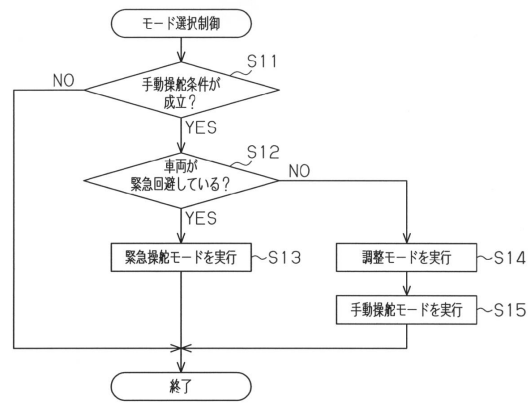 モード選択制御
S11
手動操舵条件が
成立?
NO
YES
S12
車両が
緊急回避している?
NO
YES
緊急操舵モードを実行
S13
調整モードを実行
S14
手動操舵モードを実行
S15
終了